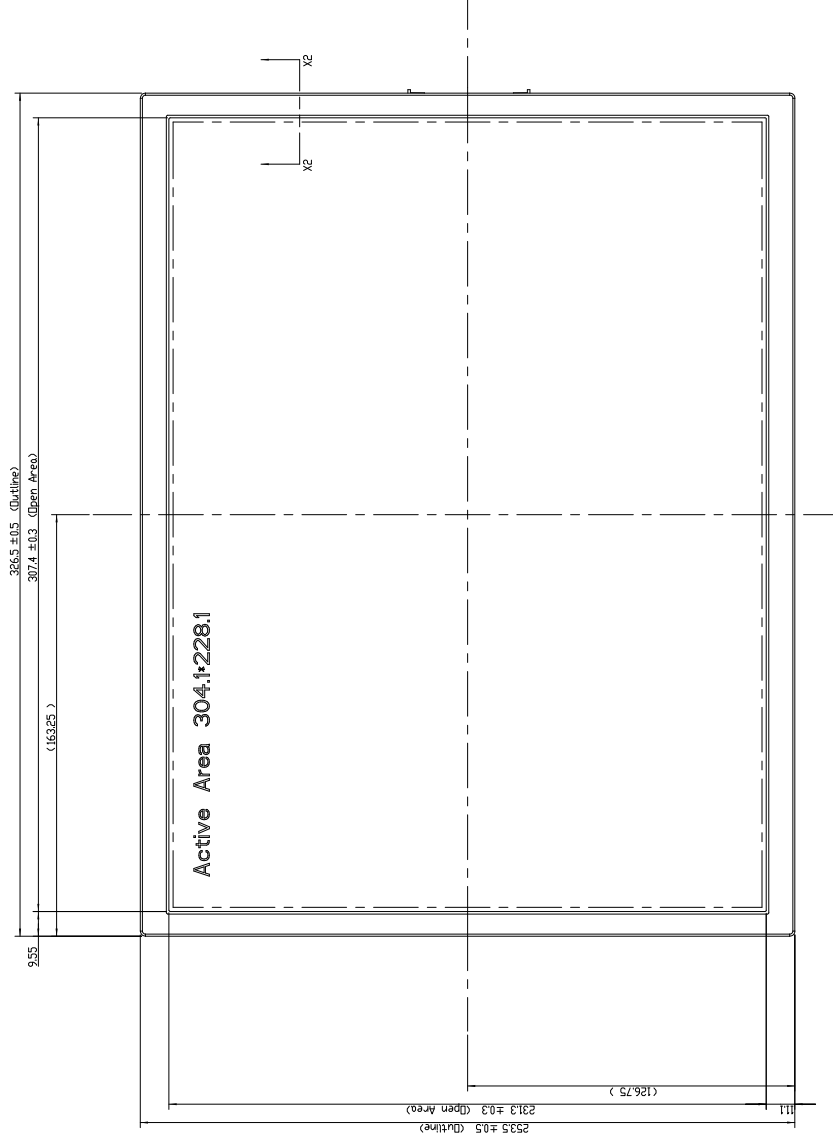 X2
X2
326.5 ±0.5 (Outline)
307.4 ±0.3 (Open Area)
(163.25 )
9.55
Active Area 304.1*228.1
(126.75 )
231.3 ±0.3 (Open Area)
11.1
253.5 ±0.5 (Outline)